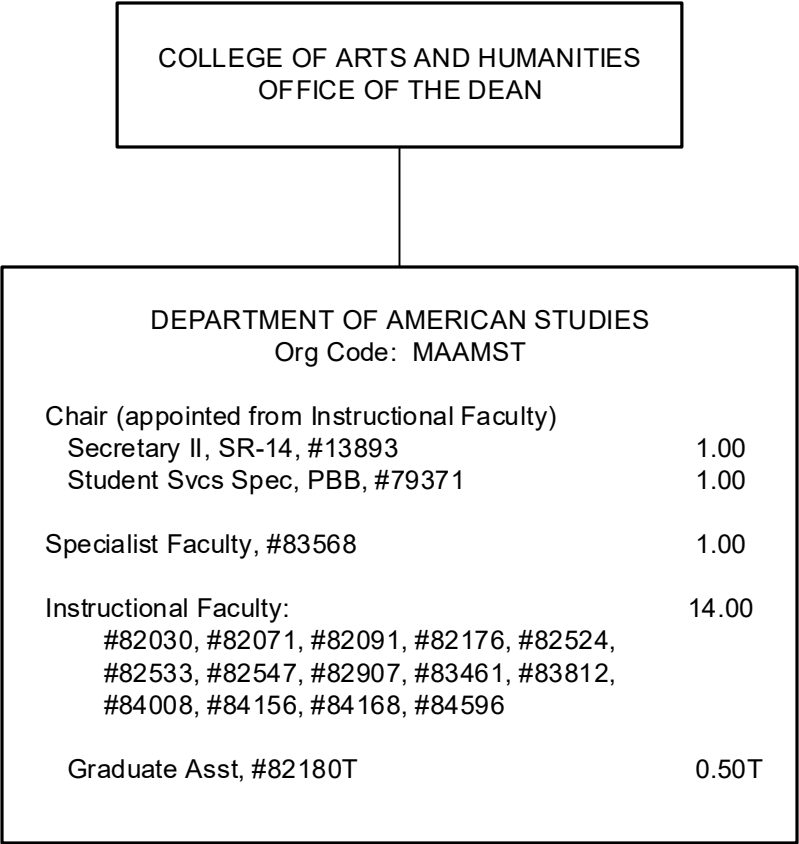 COLLEGE OF ARTS AND HUMANITIES
OFFICE OF THE DEAN
DEPARTMENT OF AMERICAN STUDIES
Org Code: MAAMST
Chair (appointed from Instructional Faculty)
Secretary II, SR-14, #13893 1.00
Student Svcs Spec, PBB, #79371 1.00
Specialist Faculty, #83568 1.00
Instructional Faculty: 14.00
#82030, #82071, #82091, #82176, #82524,
#82533, #82547, #82907, #83461, #83812,
#84008, #84156, #84168, #84596
Graduate Asst, #82180T 0.50T